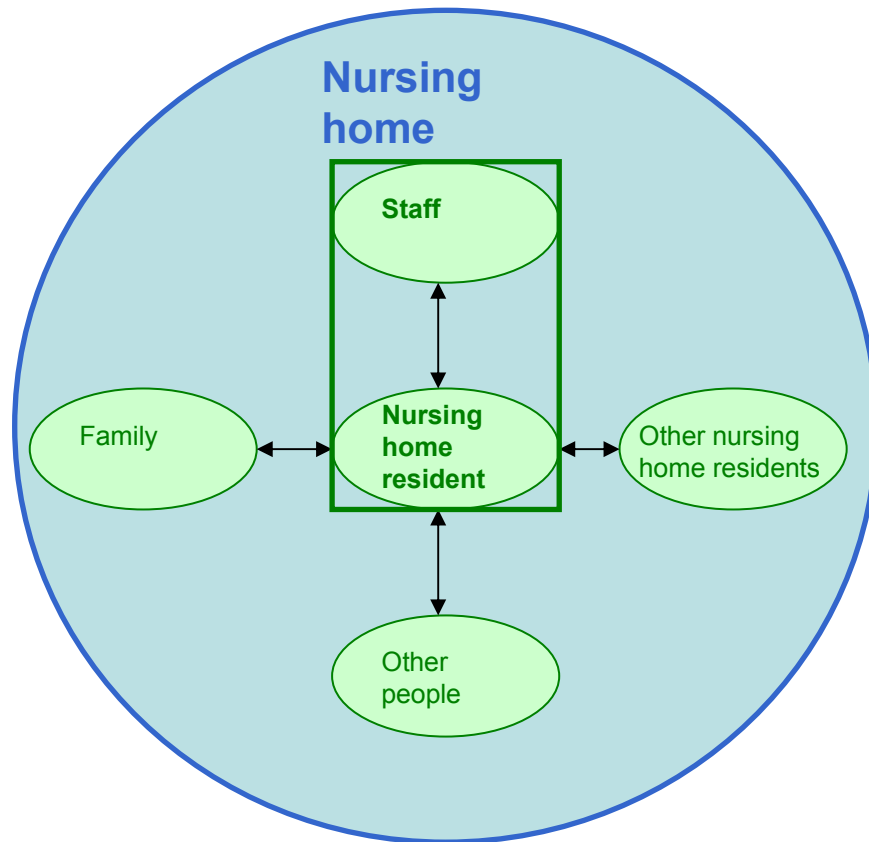 Nursing
home
Staff
Family
Nursing
home
resident
Other nursing
home residents
Other
people